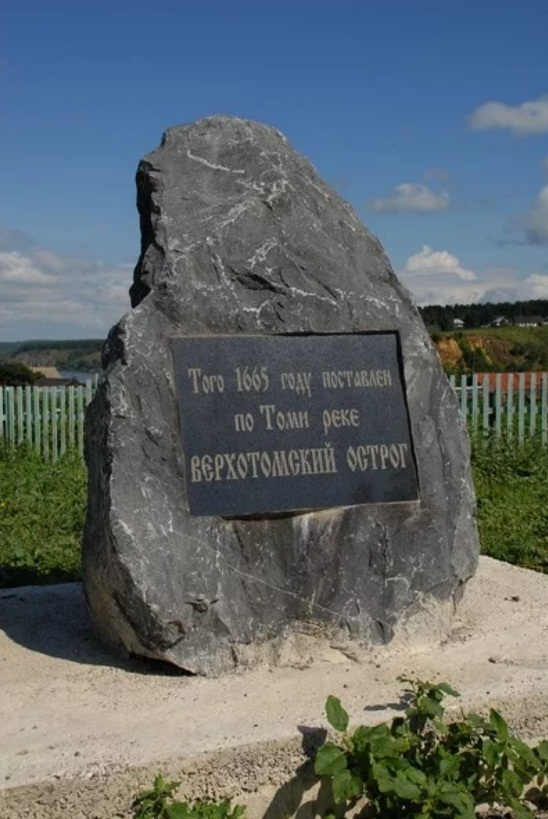 Того 1665 году поставлен
по Томи реке
ВЕРХОТОМСКИЙ ОСТРОГ